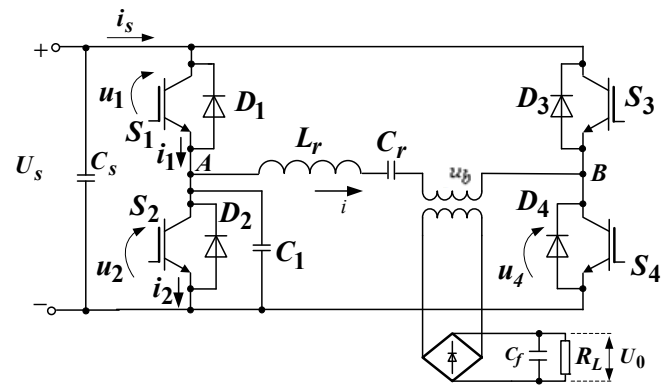 i_s
+
u_1
D_1
S_1
i_1
A
L_r
C_r
i
u_b
D_3
S_3
B
U_s
C_s
S_2
D_2
u_2
i_2
C_1
D_4
u_4
S_4
−
C_f
R_L
U_0